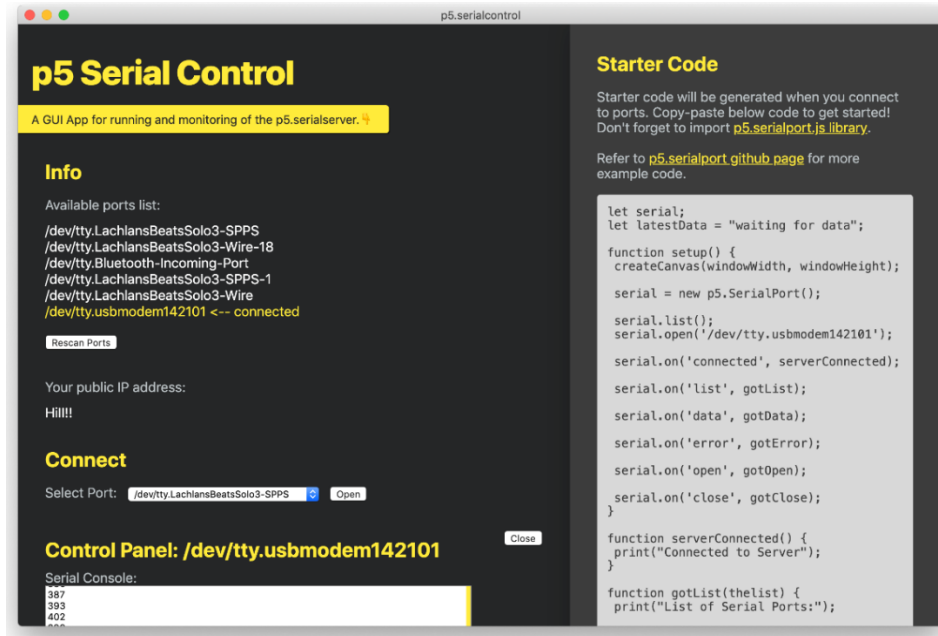 p5.serialcontrol
p5 Serial Control
A GUI App for running and monitoring of the p5.serialserver.👇
Info
Available ports list:
/dev/tty.LachlansBeatsSolo3-SPPS
/dev/tty.LachlansBeatsSolo3-Wire-18
/dev/tty.Bluetooth-Incoming-Port
/dev/tty.LachlansBeatsSolo3-SPPS-1
/dev/tty.LachlansBeatsSolo3-Wire
/dev/tty.usbmodem142101 <-- connected
Rescan Ports
Your public IP address:
Hill!!
Connect
Select Port: /dev/tty.LachlansBeatsSolo3-SPPS Open
Control Panel: /dev/tty.usbmodem142101
Close
Serial Console:
387
393
402
Starter Code
Starter code will be generated when you connect
to ports. Copy-paste below code to get started!
Don't forget to import p5.serialport.js library.
Refer to p5.serialport github page for more
example code.
let serial;
let latestData = "waiting for data";
function setup() {
createCanvas(windowWidth, windowHeight);
serial = new p5.SerialPort();
serial.list();
serial.open('/dev/tty.usbmodem142101');
serial.on('connected', serverConnected);
serial.on('list', gotList);
serial.on('data', gotData);
serial.on('error', gotError);
serial.on('open', gotOpen);
serial.on('close', gotClose);
}
function serverConnected() {
print("Connected to Server");
}
function gotList(thelist) {
print("List of Serial Ports:");